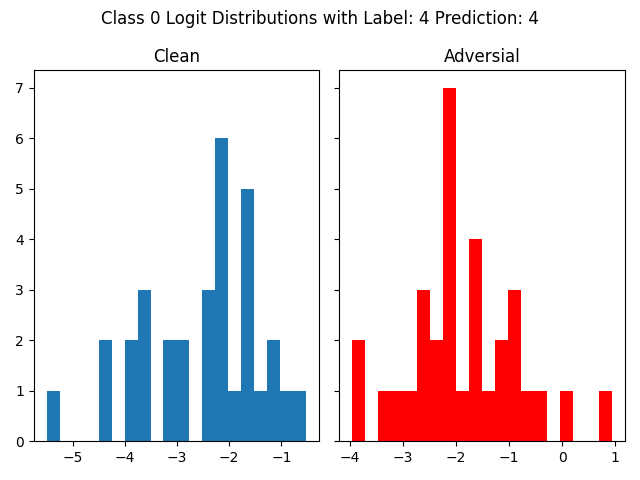 Class 0 Logit Distributions with Label: 4 Prediction: 4
Clean
Adversial
7
6
5
4
3
2
1
0
−5 −4 −3 −2 −1
−4 −3 −2 −1 0 1